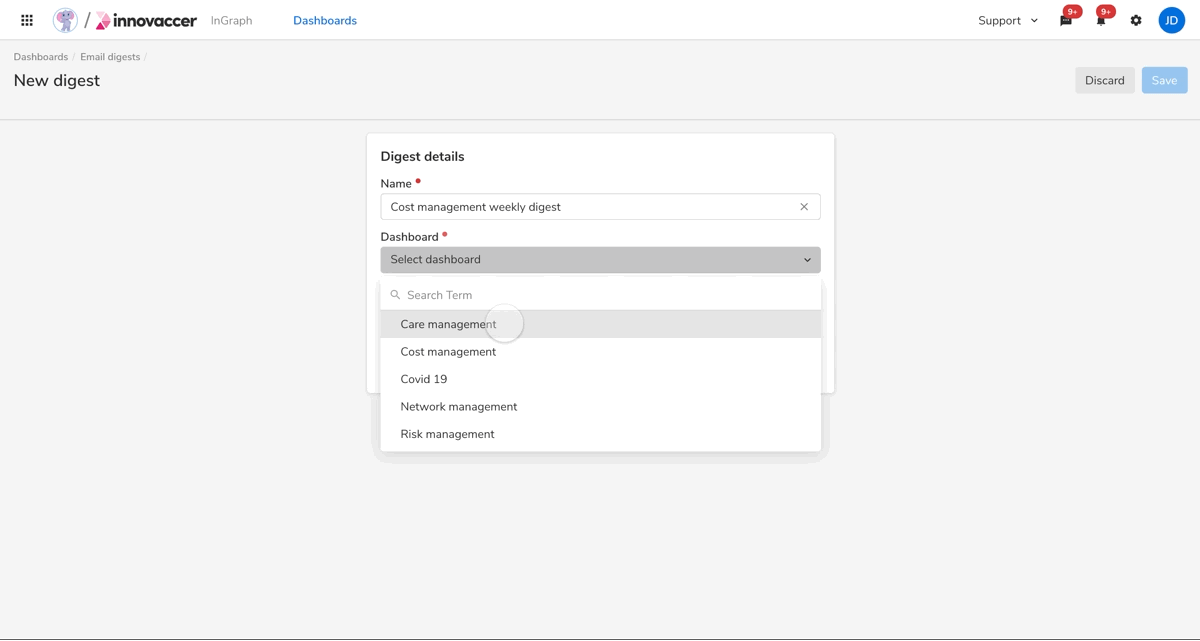 / innovaccer InGraph Dashboards Support 9+ 9+ JD
Dashboards / Email digests /
New digest
Discard Save
Digest details
Name
Cost management weekly digest
Dashboard
Select dashboard
Search Term
Care management
Cost management
Covid 19
Network management
Risk management